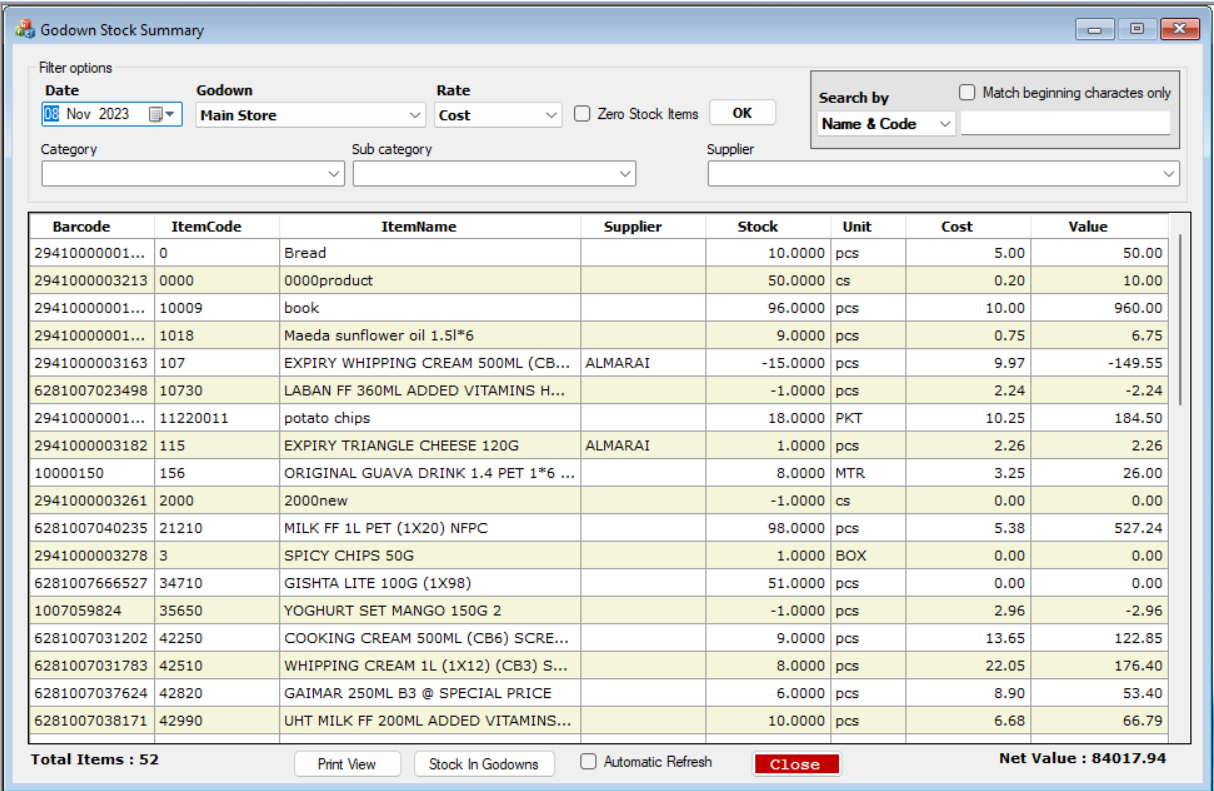 Godown Stock Summary
Filter options
Date Godown Rate
08 Nov 2023 Main Store Cost Zero Stock Items OK
Search by Match beginning charactes only
Name & Code
Category Sub category Supplier
Barcode ItemCode ItemName Supplier Stock Unit Cost Value
29410000001... 0 Bread 10.0000 pcs 5.00 50.00
2941000003213 0000 0000product 50.0000 cs 0.20 10.00
29410000001... 10009 book 96.0000 pcs 10.00 960.00
29410000001... 1018 Maeda sunflower oil 1.5l*6 9.0000 pcs 0.75 6.75
2941000003163 107 EXPIRY WHIPPING CREAM 500ML (CB... ALMARAI -15.0000 pcs 9.97 -149.55
6281007023498 10730 LABAN FF 360ML ADDED VITAMINS H... -1.0000 pcs 2.24 -2.24
29410000001... 11220011 potato chips 18.0000 PKT 10.25 184.50
2941000003182 115 EXPIRY TRIANGLE CHEESE 120G ALMARAI 1.0000 pcs 2.26 2.26
10000150 156 ORIGINAL GUAVA DRINK 1.4 PET 1*6 ... 8.0000 MTR 3.25 26.00
2941000003261 2000 2000new -1.0000 cs 0.00 0.00
6281007040235 21210 MILK FF 1L PET (1X20) NFPC 98.0000 pcs 5.38 527.24
2941000003278 3 SPICY CHIPS 50G 1.0000 BOX 0.00 0.00
6281007666527 34710 GISHTA LITE 100G (1X98) 51.0000 pcs 0.00 0.00
1007059824 35650 YOGHURT SET MANGO 150G 2 -1.0000 pcs 2.96 -2.96
6281007031202 42250 COOKING CREAM 500ML (CB6) SCRE... 9.0000 pcs 13.65 122.85
6281007031783 42510 WHIPPING CREAM 1L (1X12) (CB3) S... 8.0000 pcs 22.05 176.40
6281007037624 42820 GAIMAR 250ML B3 @ SPECIAL PRICE 6.0000 pcs 8.90 53.40
6281007038171 42990 UHT MILK FF 200ML ADDED VITAMINS... 10.0000 pcs 6.68 66.79
Total Items : 52 Print View Stock In Godowns Automatic Refresh Close Net Value : 84017.94